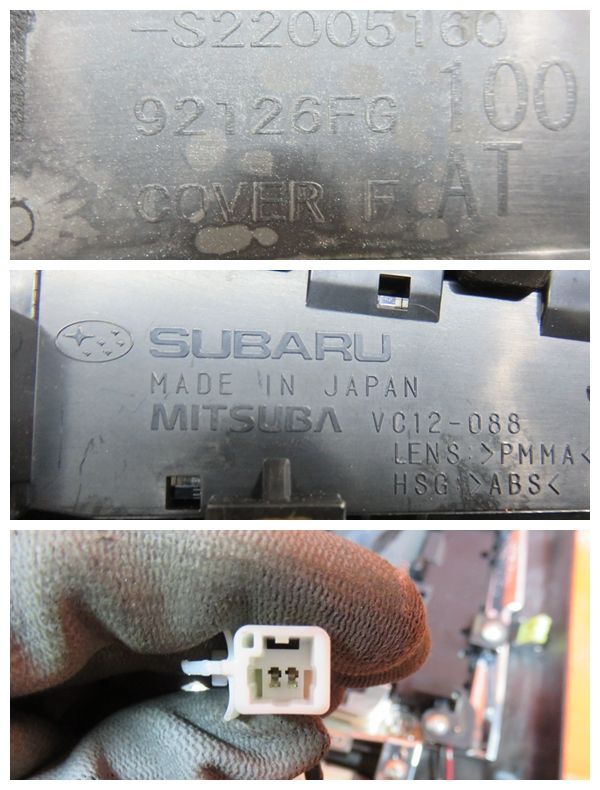 -S22005160
92126FG 100
COVER F AT
SUBARU
MADE IN JAPAN
MITSUBA VC12-088
LENS >PMMA<
HSG >ABS<